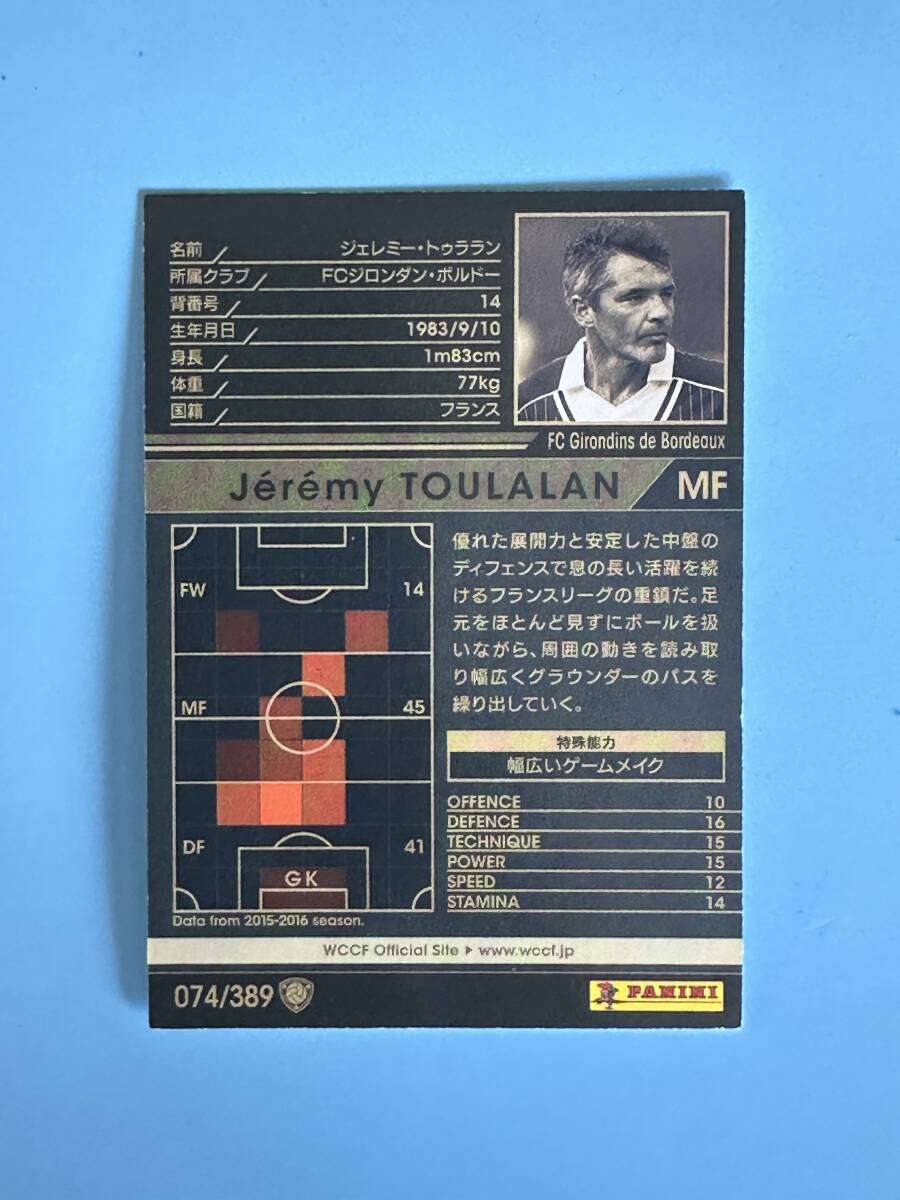 名前 ジェレミー・トゥララン
所属クラブ FCジロンダン・ボルドー
背番号 14
生年月日 1983/9/10
身長 1m83cm
体重 77kg
国籍 フランス
FC Girondins de Bordeaux
Jérémy TOULALAN MF
FW 14
MF 45
DF 41
GK
Data from 2015-2016 season.
優れた展開力と安定した中盤の
ディフェンスで息の長い活躍を続
けるフランスリーグの重鎮だ。足
元をほとんど見ずにボールを扱
いながら、周囲の動きを読み取
り幅広くグラウンダーのパスを
繰り出していく。
特殊能力
幅広いゲームメイク
OFFENCE 10
DEFENCE 16
TECHNIQUE 15
POWER 15
SPEED 12
STAMINA 14
WCCF Official Site ▶ www.wccf.jp
074/389
PANINI